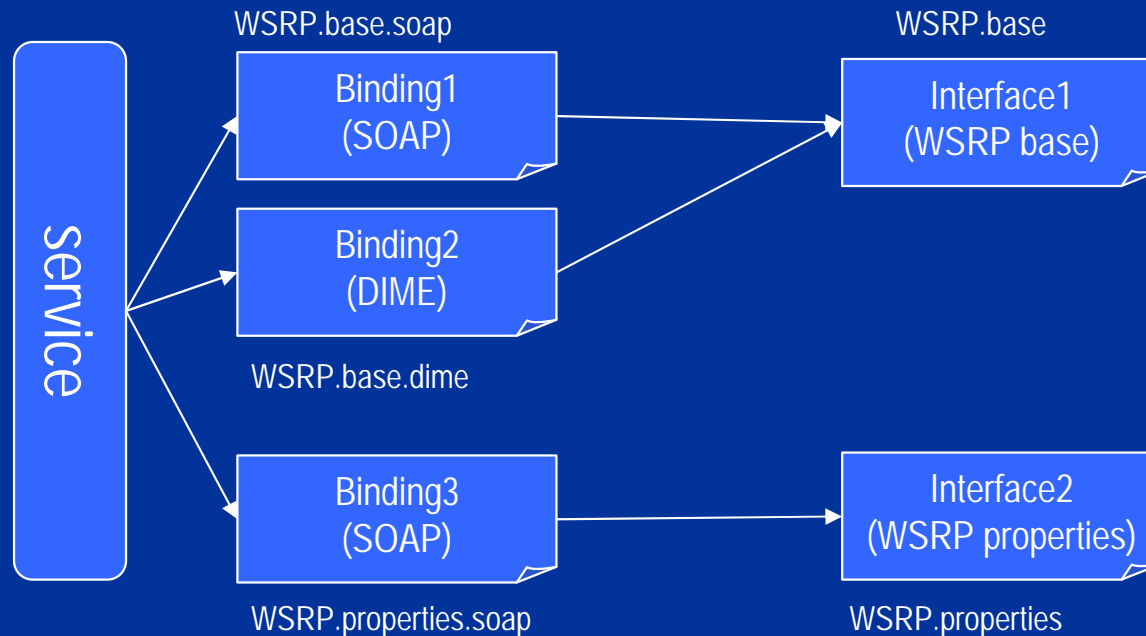 WSRP.base.soap
WSRP.base
service
Binding1
(SOAP)
Interface1
(WSRP base)
Binding2
(DIME)
WSRP.base.dime
Binding3
(SOAP)
Interface2
(WSRP properties)
WSRP.properties.soap
WSRP.properties